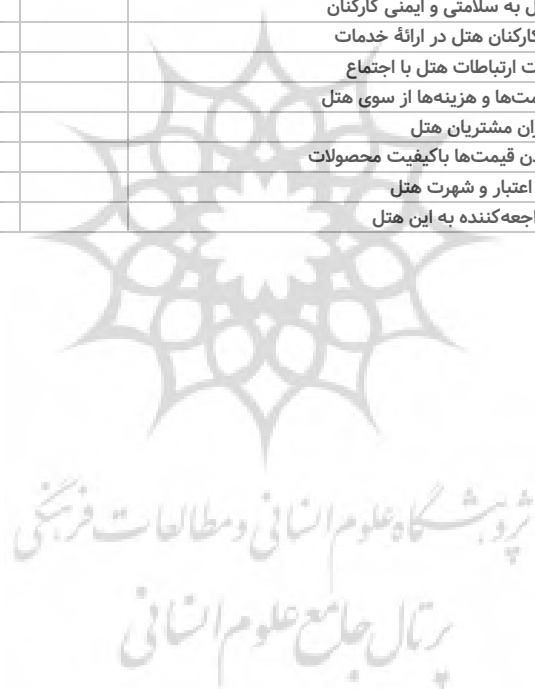 ل به سلامتی و ایمنی کارکنان
کارکنان هتل در ارائهٔ خدمات
ت ارتباطات هتل با اجتماع
مت‌ها و هزینه‌ها از سوی هتل
ران مشتریان هتل
دن قیمت‌ها باکیفیت محصولات
اعتبار و شهرت هتل
اجعه‌کننده به این هتل
پژوهشگاه علوم انسانی و مطالعات فرهنگی
پرتال جامع علوم انسانی